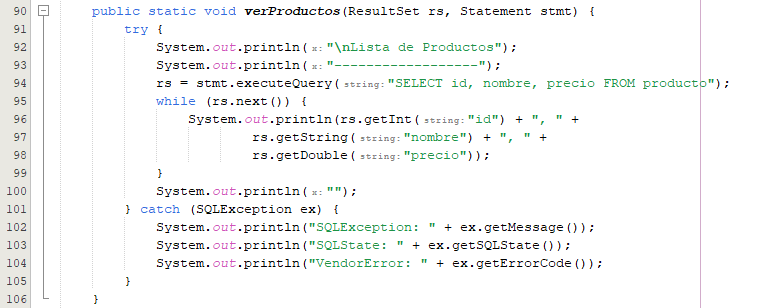 90 public static void verProductos(ResultSet rs, Statement stmt) {
91 try {
92 System.out.println(x: "\nLista de Productos");
93 System.out.println(x: "------------------");
94 rs = stmt.executeQuery(string: "SELECT id, nombre, precio FROM producto");
95 while (rs.next()) {
96 System.out.println(rs.getInt(string: "id") + ", " +
97 rs.getString(string: "nombre") + ", " +
98 rs.getDouble(string: "precio"));
99 }
100 System.out.println(x: "");
101 } catch (SQLException ex) {
102 System.out.println("SQLException: " + ex.getMessage());
103 System.out.println("SQLState: " + ex.getSQLState());
104 System.out.println("VendorError: " + ex.getErrorCode());
105 }
106 }